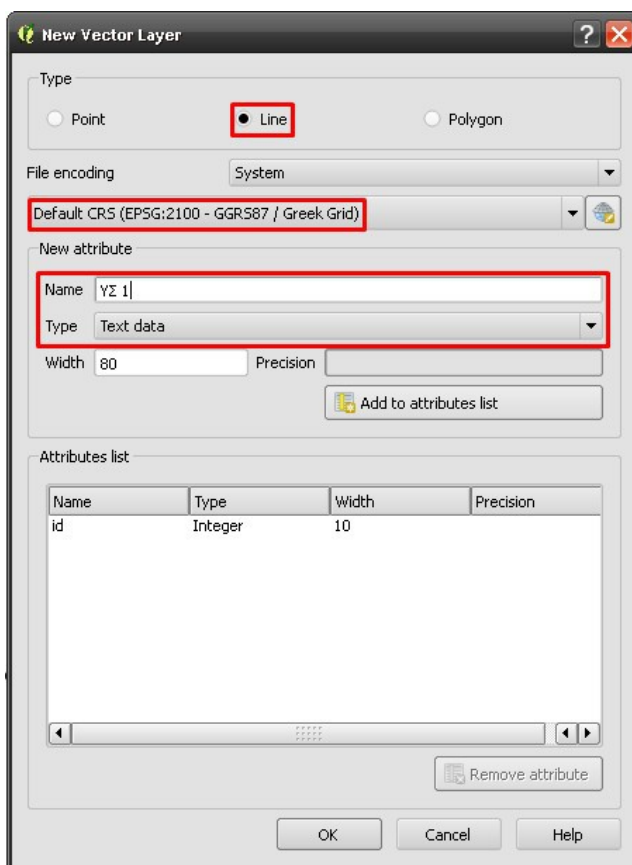 New Vector Layer
Type
Point Line Polygon
File encoding System
Default CRS (EPSG:2100 - GGRS87 / Greek Grid)
New attribute
Name ΥΣ 1
Type Text data
Width 80 Precision
Add to attributes list
Attributes list
Name Type Width Precision
id Integer 10
Remove attribute
OK Cancel Help